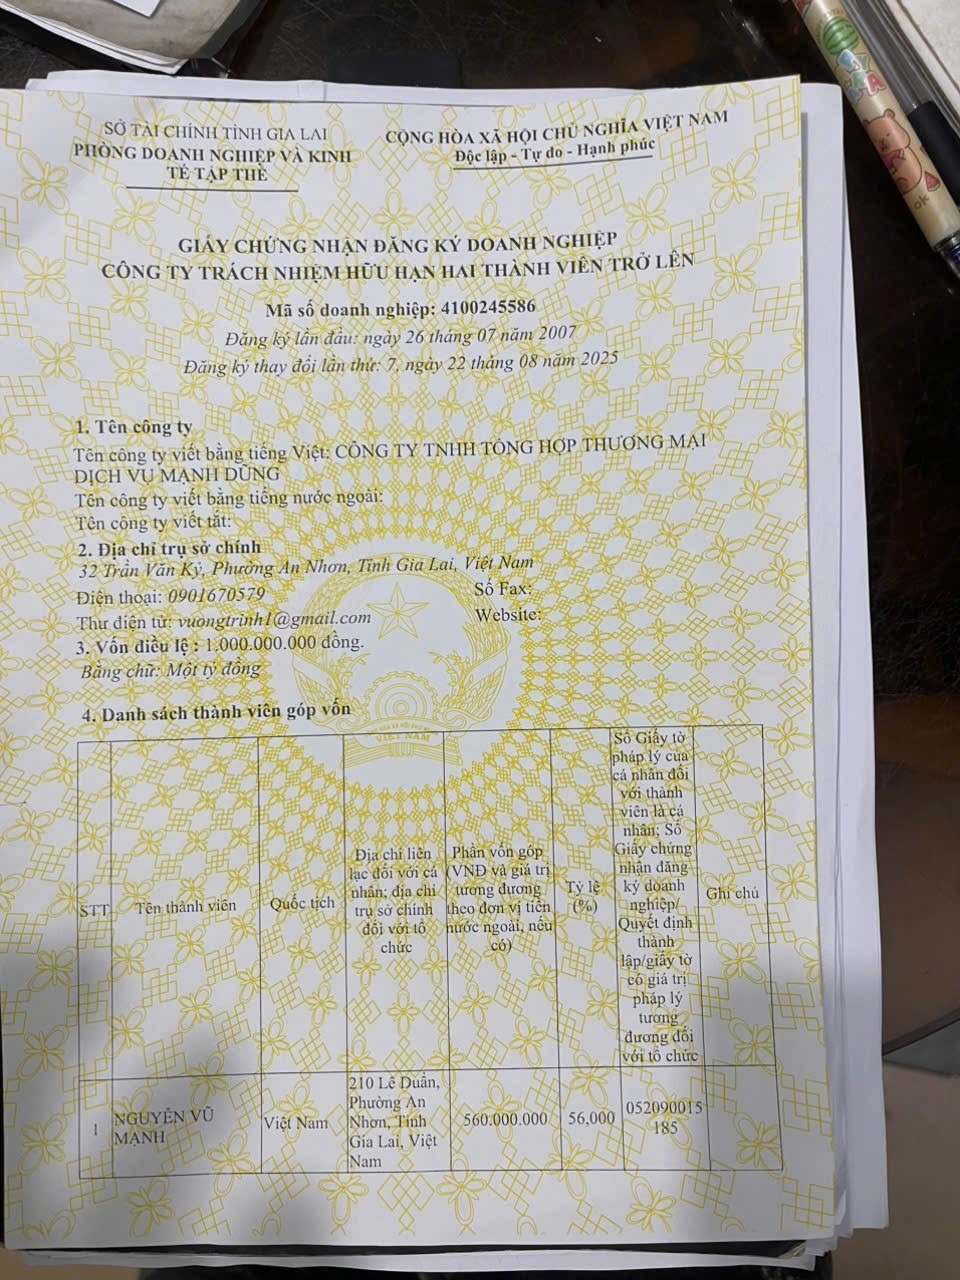 SỞ TÀI CHÍNH TỈNH GIA LAI
PHÒNG DOANH NGHIỆP VÀ KINH
TẾ TẬP THỂ
CỘNG HÒA XÃ HỘI CHỦ NGHĨA VIỆT NAM
Độc lập - Tự do - Hạnh phúc
GIẤY CHỨNG NHẬN ĐĂNG KÝ DOANH NGHIỆP
CÔNG TY TRÁCH NHIỆM HỮU HẠN HAI THÀNH VIÊN TRỞ LÊN
Mã số doanh nghiệp: 4100245586
Đăng ký lần đầu: ngày 26 tháng 07 năm 2007
Đăng ký thay đổi lần thứ: 7, ngày 22 tháng 08 năm 2025
1. Tên công ty
Tên công ty viết bằng tiếng Việt: CÔNG TY TNHH TỔNG HỢP THƯƠNG MẠI
DỊCH VỤ MẠNH DŨNG
Tên công ty viết bằng tiếng nước ngoài:
Tên công ty viết tắt:
2. Địa chỉ trụ sở chính
32 Trần Văn Kỷ, Phường An Nhơn, Tỉnh Gia Lai, Việt Nam
Điện thoại: 0901670579
Số Fax:
Thư điện tử: vuongtrinh1@gmail.com
Website:
3. Vốn điều lệ : 1.000.000.000 đồng.
Bằng chữ: Một tỷ đồng
4. Danh sách thành viên góp vốn
STT
Tên thành viên
Quốc tịch
Địa chỉ liên
lạc đối với cá
nhân; địa chỉ
trụ sở chính
đối với tổ
chức
Phần vốn góp
(VNĐ và giá trị
tương đương
theo đơn vị tiền
nước ngoài, nếu
có)
Tỷ lệ
(%)
Số Giấy tờ
pháp lý của
cá nhân đối
với thành
viên là cá
nhân; Số
Giấy chứng
nhận đăng
ký doanh
nghiệp/
Quyết định
thành
lập/giấy tờ
có giá trị
pháp lý
tương
đương đối
với tổ chức
Ghi chú
1
NGUYỄN VŨ
MẠNH
Việt Nam
210 Lê Duẩn,
Phường An
Nhơn, Tỉnh
Gia Lai, Việt
Nam
560.000.000
56,000
052090015
185
VIỆT NAM
OK